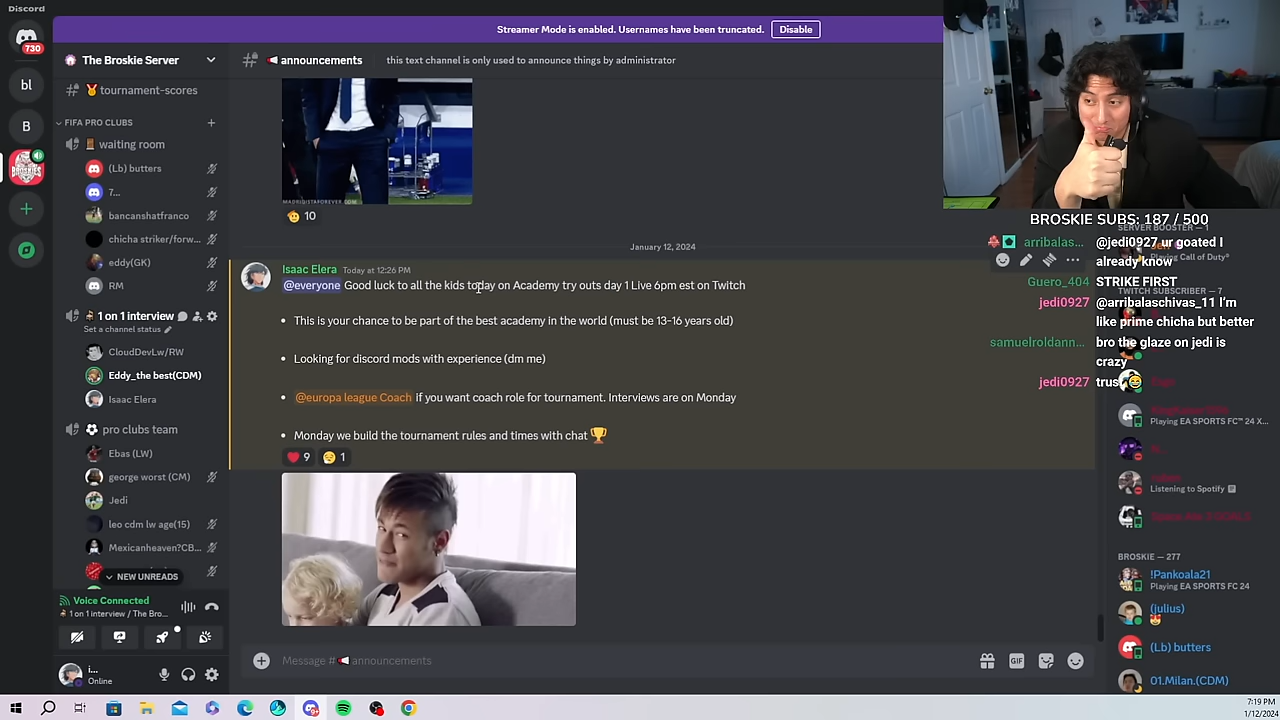 Discord
Streamer Mode is enabled. Usernames have been truncated.
Disable
730
The Broskie Server
announcements
this text channel is only used to announce things by administrator
bl
tournament-scores
FIFA PRO CLUBS
B
waiting room
(Lb) butters
7...
bancanshatfranco
chicha striker/forw...
eddy(GK)
RM
1 on 1 interview
Set a channel status
CloudDevLw/RW
Eddy_the best(CDM)
Isaac Elera
pro clubs team
Ebas (LW)
george worst (CM)
Jedi
leo cdm lw age(15)
Mexicanheaven?CB...
NEW UNREADS
Voice Connected
1 on 1 interview / The Bro...
i...
Online
MADRIDISTAFOREVER.COM
10
January 12, 2024
Isaac Elera Today at 12:26 PM
@everyone Good luck to all the kids today on Academy try outs day 1 Live 6pm est on Twitch
• This is your chance to be part of the best academy in the world (must be 13-16 years old)
• Looking for discord mods with experience (dm me)
• @europa league Coach if you want coach role for tournament. Interviews are on Monday
• Monday we build the tournament rules and times with chat 🏆
9
1
Message # announcements
GIF
BROSKIE SUBS: 187 / 500
SERVER BOOSTER — 1
arribalas... @jedi0927 ur goated I
already know
Playing Call of Duty®
Guero_404 STRIKE FIRST
TWITCH SUBSCRIBER — 7
jedi0927 @arribalaschivas_11 I'm
like prime chicha but better
samuelroldann... bro the glaze on jedi is
crazy
jedi0927 trus
Playing EA SPORTS FC™ 24 X...
Listening to Spotify
BROSKIE — 277
!Pankoala21
Playing EA SPORTS FC 24
(julius)
(Lb) butters
01.Milan.(CDM)
7:19 PM
1/12/2024